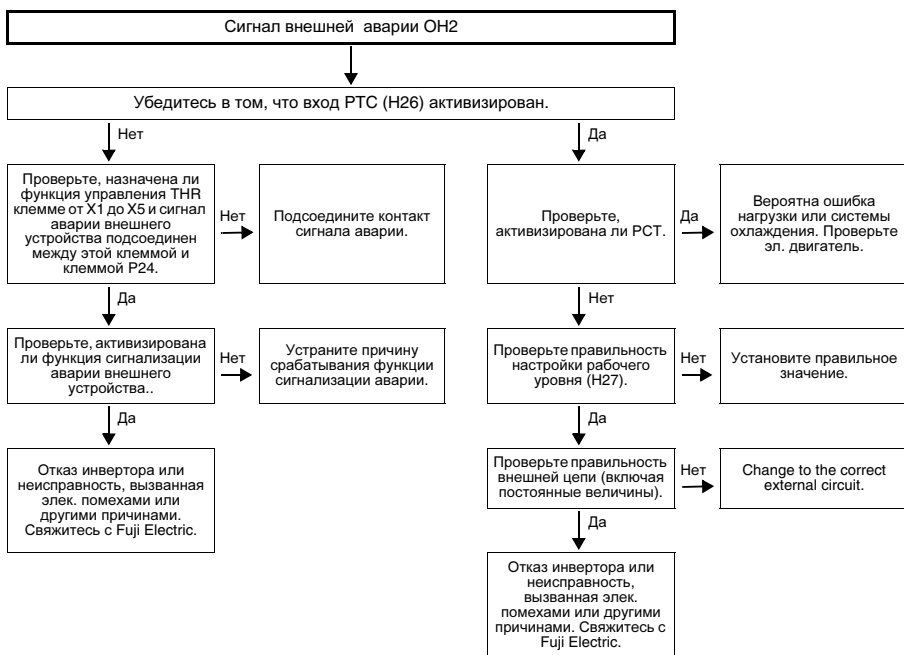 Сигнал внешней аварии OH2
Убедитесь в том, что вход PTC (H26) активизирован.
Нет
Да
Проверьте, назначена ли
функция управления THR
клемме от X1 до X5 и сигнал
аварии внешнего
устройства подсоединен
между этой клеммой и
клеммой P24.
Нет
Подсоедините контакт
сигнала аварии.
Проверьте,
активизирована ли PCT.
Да
Вероятна ошибка
нагрузки или системы
охлаждения. Проверьте
эл. двигатель.
Да
Нет
Проверьте, активизирована
ли функция сигнализации
аварии внешнего
устройства..
Нет
Устраните причину
срабатывания функции
сигнализации аварии.
Проверьте правильность
настройки рабочего
уровня (H27).
Нет
Установите правильное
значение.
Да
Да
Отказ инвертора или
неисправность, вызванная
элек. помехами или
другими причинами.
Свяжитесь с Fuji Electric.
Проверьте правильность
внешней цепи (включая
постоянные величины).
Нет
Change to the correct
external circuit.
Да
Отказ инвертора или
неисправность,
вызванная элек.
помехами или другими
причинами. Свяжитесь с
Fuji Electric.